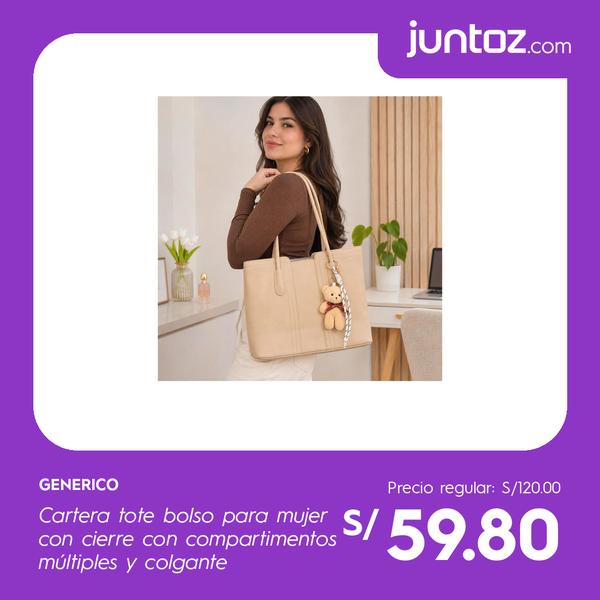 juntoz.com
GENERICO
Cartera tote bolso para mujer
con cierre con compartimentos
múltiples y colgante
Precio regular: S/120.00
S/59.80